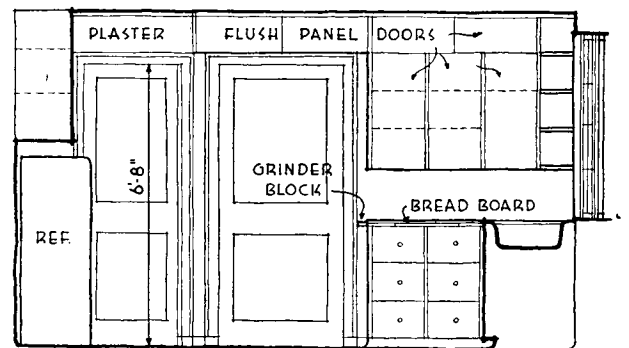 PLASTER FLUSH PANEL DOORS
6'-8"
GRINDER
BLOCK
BREAD BOARD
REF.